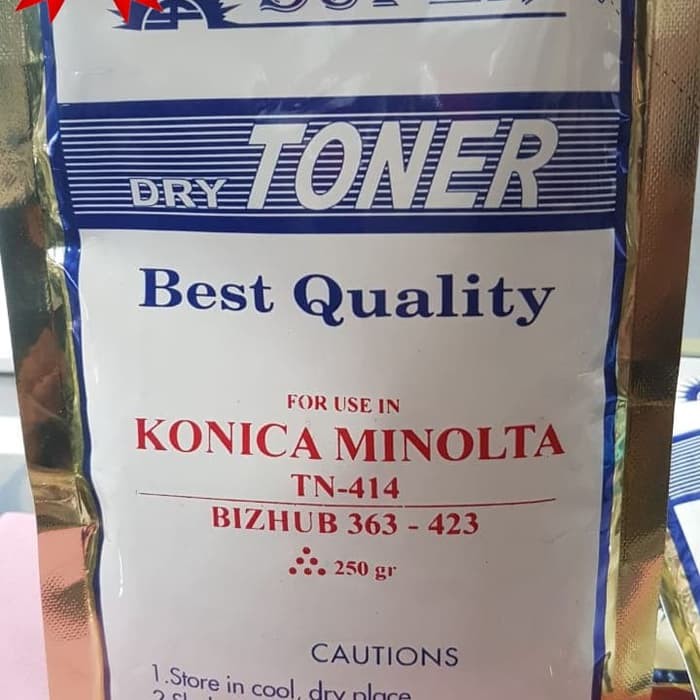 DRY TONER
Best Quality
FOR USE IN
KONICA MINOLTA
TN-414
BIZHUB 363 - 423
250 gr
CAUTIONS
1.Store in cool, dry place